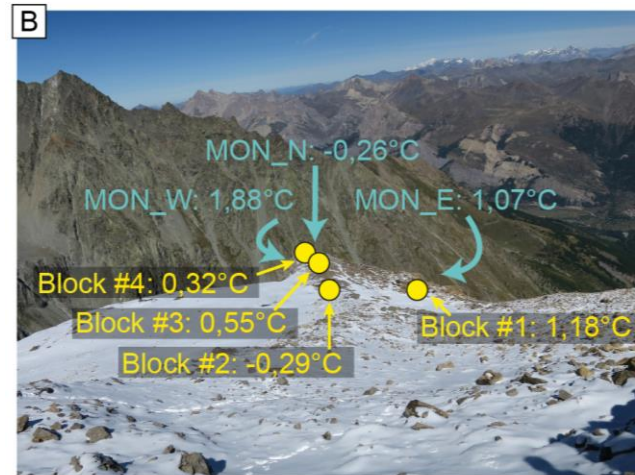 B
MON_N: -0,26°C
MON_W: 1,88°C
MON_E: 1,07°C
Block #4: 0,32°C
Block #3: 0,55°C
Block #1: 1,18°C
Block #2: -0,29°C